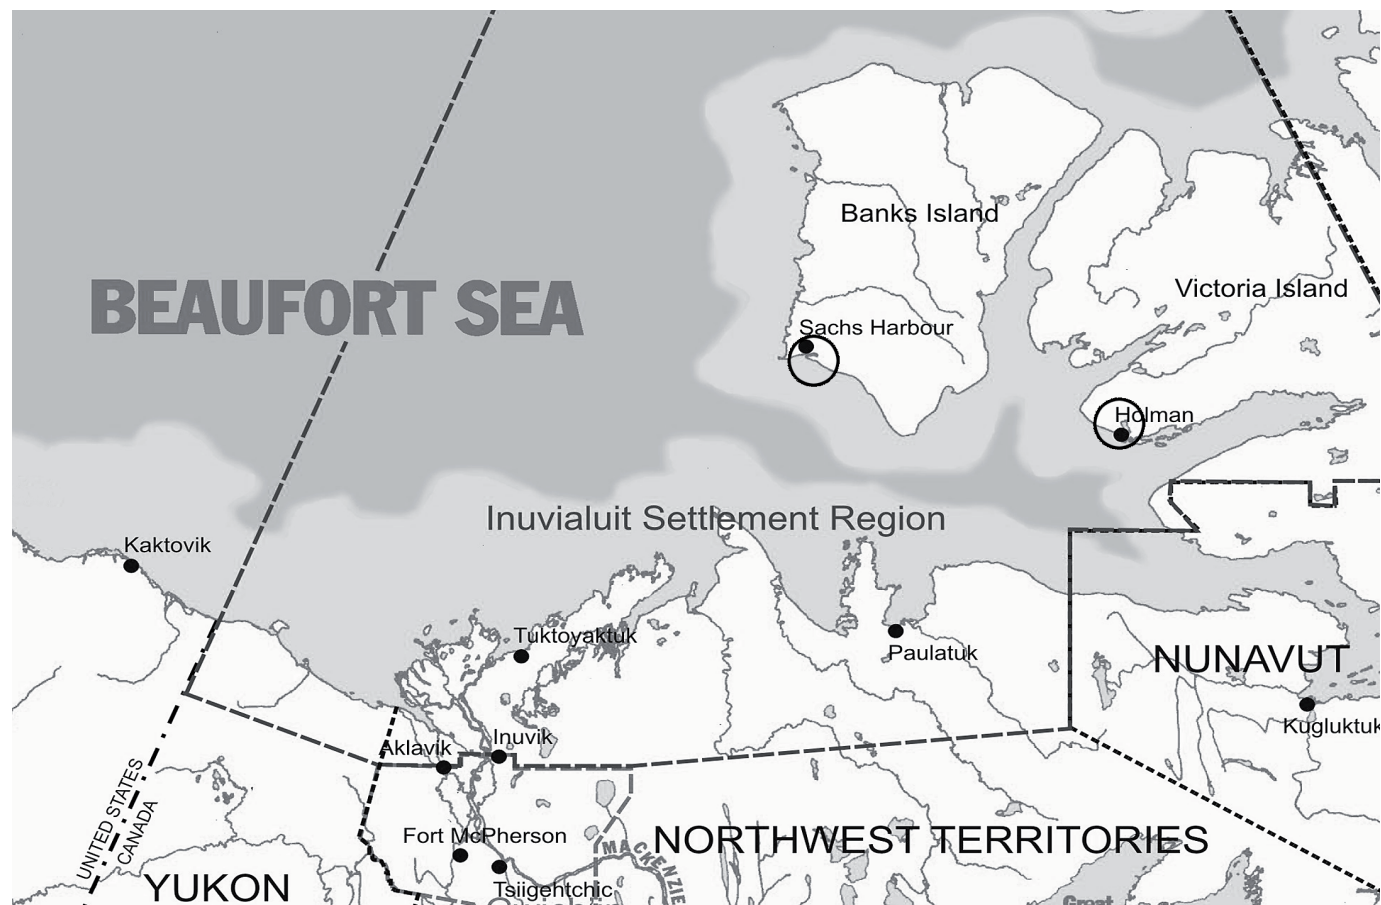 Banks Island
Victoria Island
BEAUFORT SEA
Sachs Harbour
Holman
Inuvialuit Settlement Region
Kaktovik
Tuktoyaktuk
Paulatuk
NUNAVUT
Kugluktuk
Inuvik
Aklavik
UNITED STATES
CANADA
Fort McPherson
NORTHWEST TERRITORIES
MACKENZIE
YUKON
Tsiigehtchic
Great